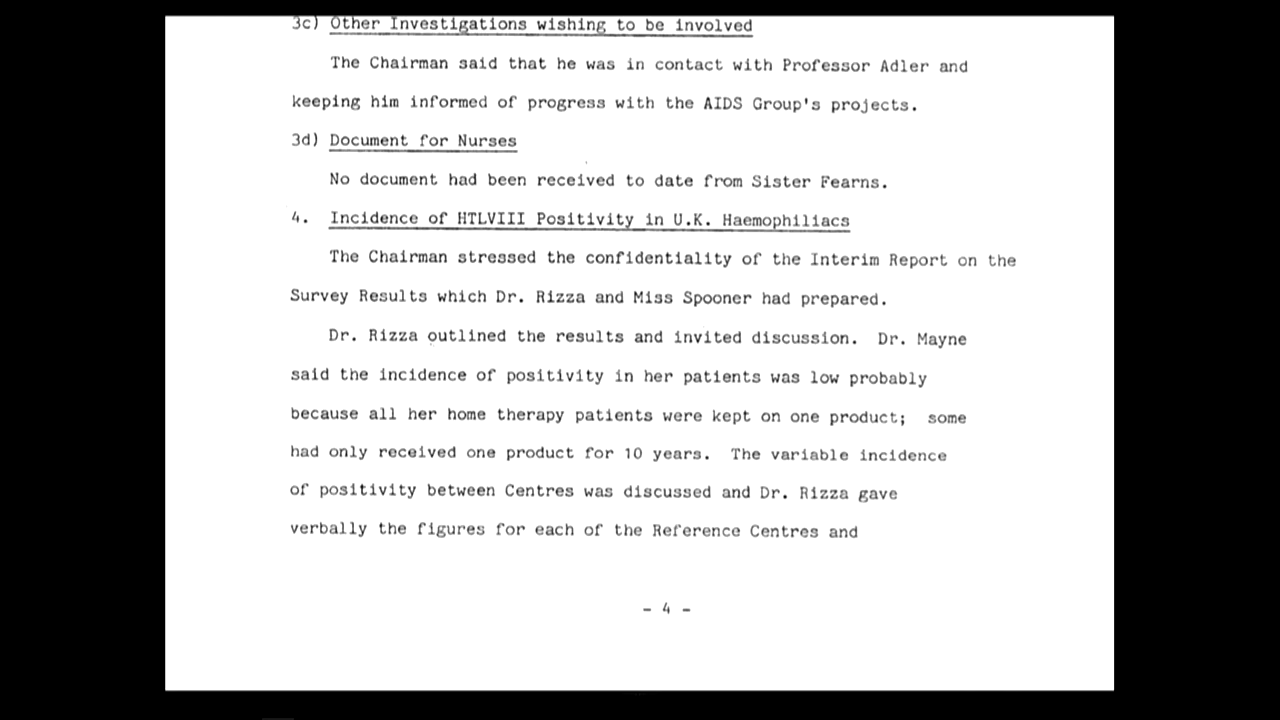 3c) Other Investigations wishing to be involved
The Chairman said that he was in contact with Professor Adler and
keeping him informed of progress with the AIDS Group's projects.
3d) Document for Nurses
No document had been received to date from Sister Fearns.
4. Incidence of HTLVIII Positivity in U.K. Haemophiliacs
The Chairman stressed the confidentiality of the Interim Report on the
Survey Results which Dr. Rizza and Miss Spooner had prepared.
Dr. Rizza outlined the results and invited discussion. Dr. Mayne
said the incidence of positivity in her patients was low probably
because all her home therapy patients were kept on one product; some
had only received one product for 10 years. The variable incidence
of positivity between Centres was discussed and Dr. Rizza gave
verbally the figures for each of the Reference Centres and
- 4 -